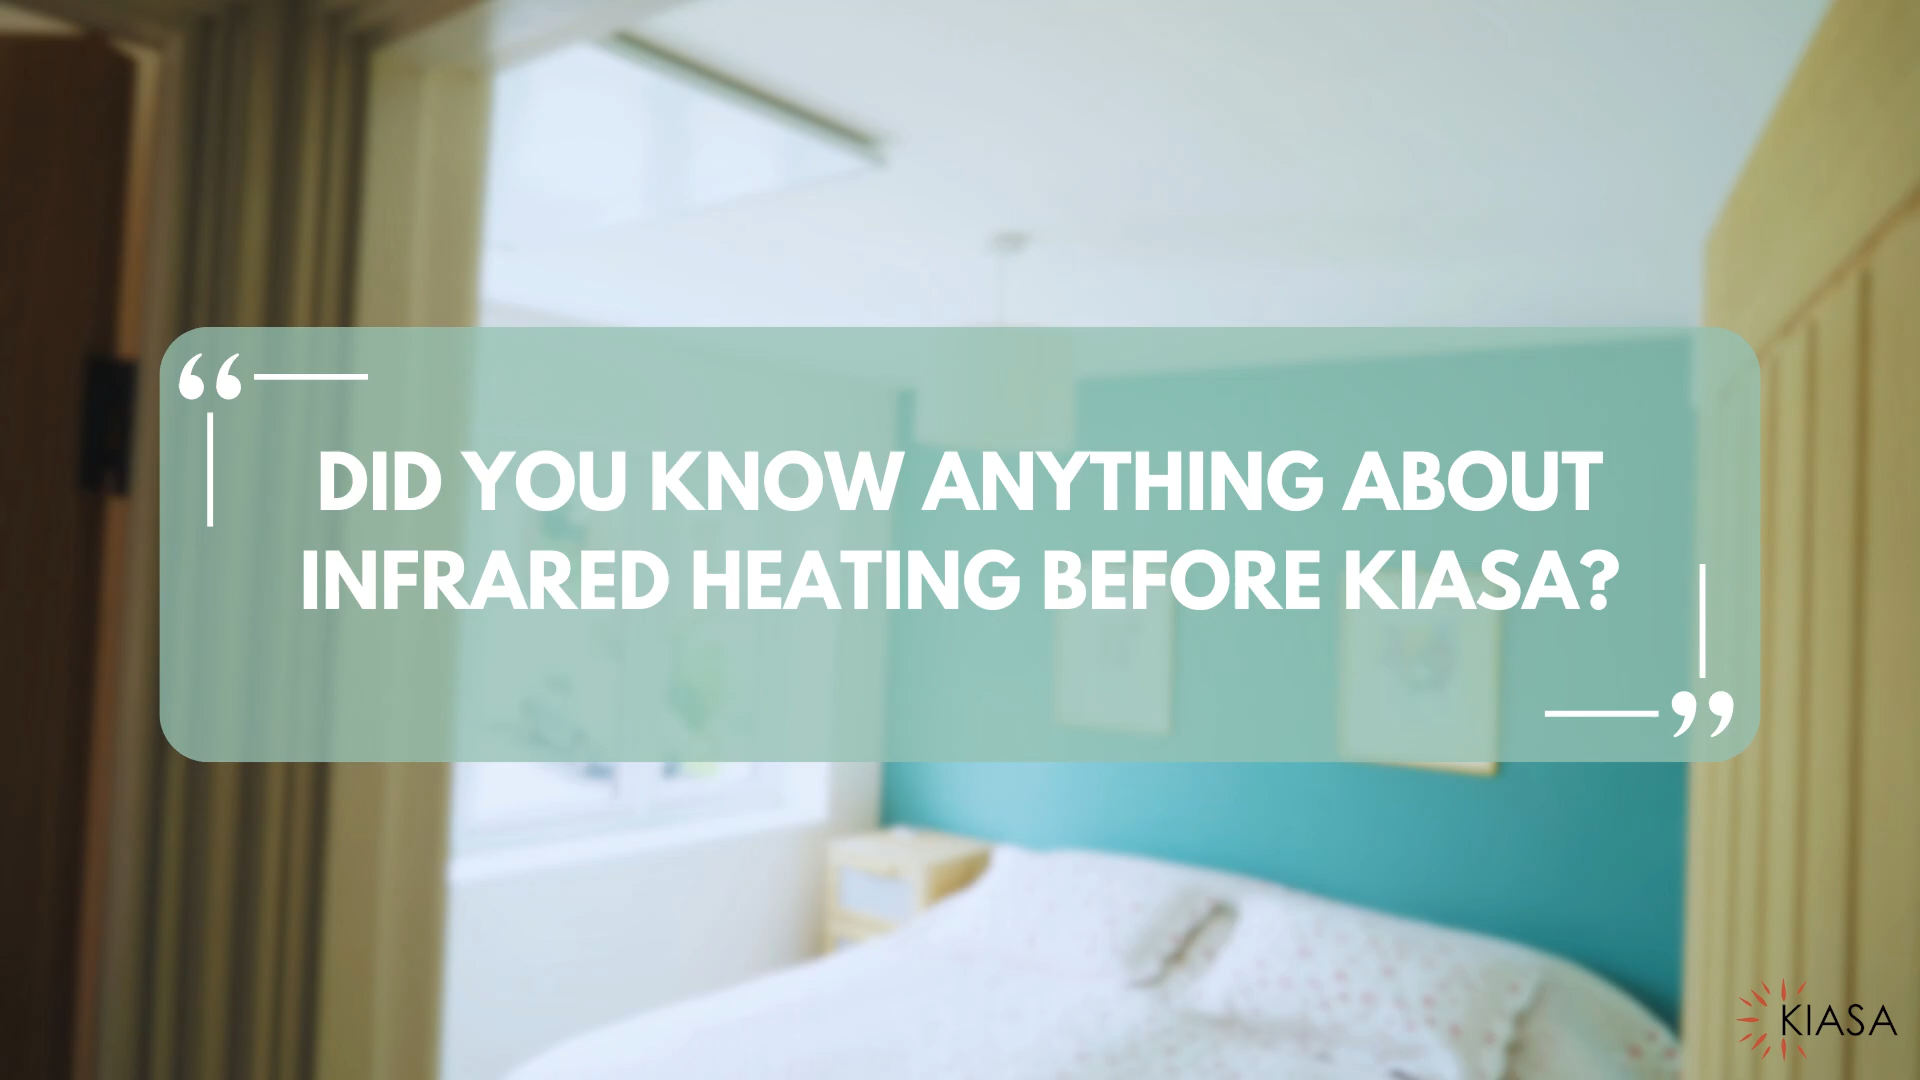 “
DID YOU KNOW ANYTHING ABOUT
INFRARED HEATING BEFORE KIASA?
”
KIASA